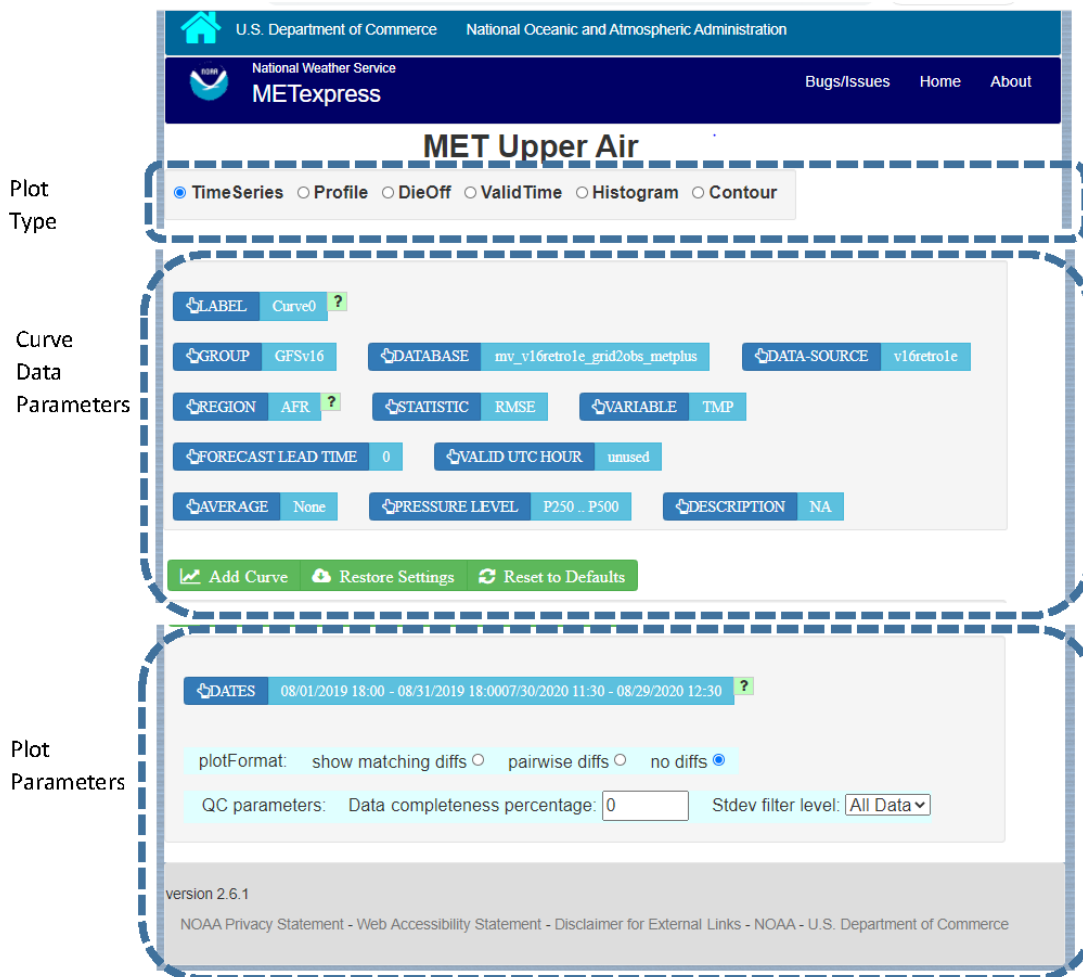 U.S. Department of Commerce National Oceanic and Atmospheric Administration
NOAA
National Weather Service
METexpress
Bugs/Issues Home About
MET Upper Air
Plot
Type
TimeSeries Profile DieOff ValidTime Histogram Contour
Curve
Data
Parameters
LABEL Curve0 ?
GROUP GFSv16 DATABASE mv_v16retro1e_grid2obs_metplus DATA-SOURCE v16retro1e
REGION AFR ? STATISTIC RMSE VARIABLE TMP
FORECAST LEAD TIME 0 VALID UTC HOUR unused
AVERAGE None PRESSURE LEVEL P250 .. P500 DESCRIPTION NA
Add Curve Restore Settings Reset to Defaults
Plot
Parameters
DATES 08/01/2019 18:00 - 08/31/2019 18:0007/30/2020 11:30 - 08/29/2020 12:30 ?
plotFormat: show matching diffs pairwise diffs no diffs
QC parameters: Data completeness percentage: 0 Stdev filter level: All Data
version 2.6.1
NOAA Privacy Statement - Web Accessibility Statement - Disclaimer for External Links - NOAA - U.S. Department of Commerce